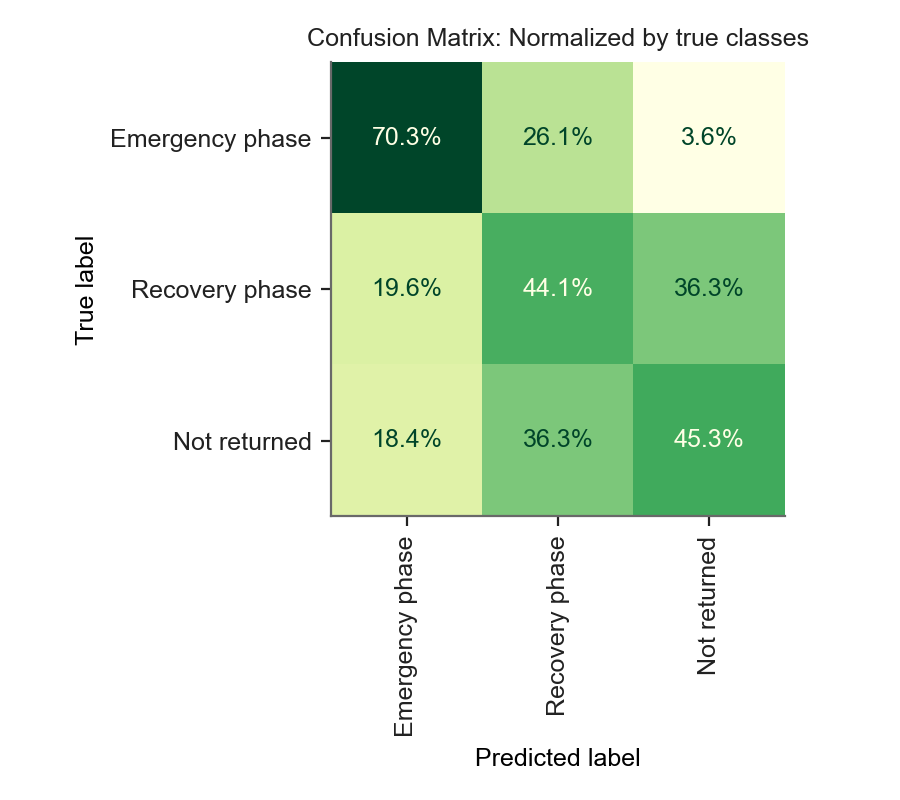 Confusion Matrix: Normalized by true classes
Emergency phase
70.3%
26.1%
3.6%
True label
Recovery phase
19.6%
44.1%
36.3%
Not returned
18.4%
36.3%
45.3%
Emergency phase
Recovery phase
Not returned
Predicted label